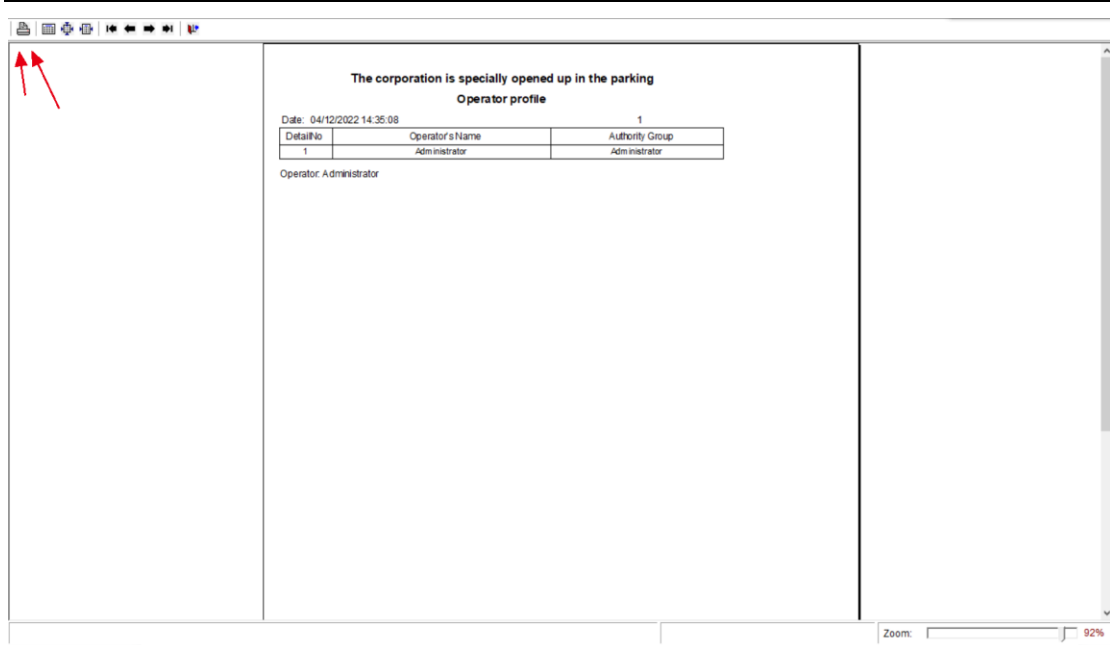 The corporation is specially opened up in the parking
Operator profile
Date: 04/12/2022 14:35:08 1
DetailNo Operator's Name Authority Group
1 Administrator Administrator
Operator: Administrator
Zoom: 92%